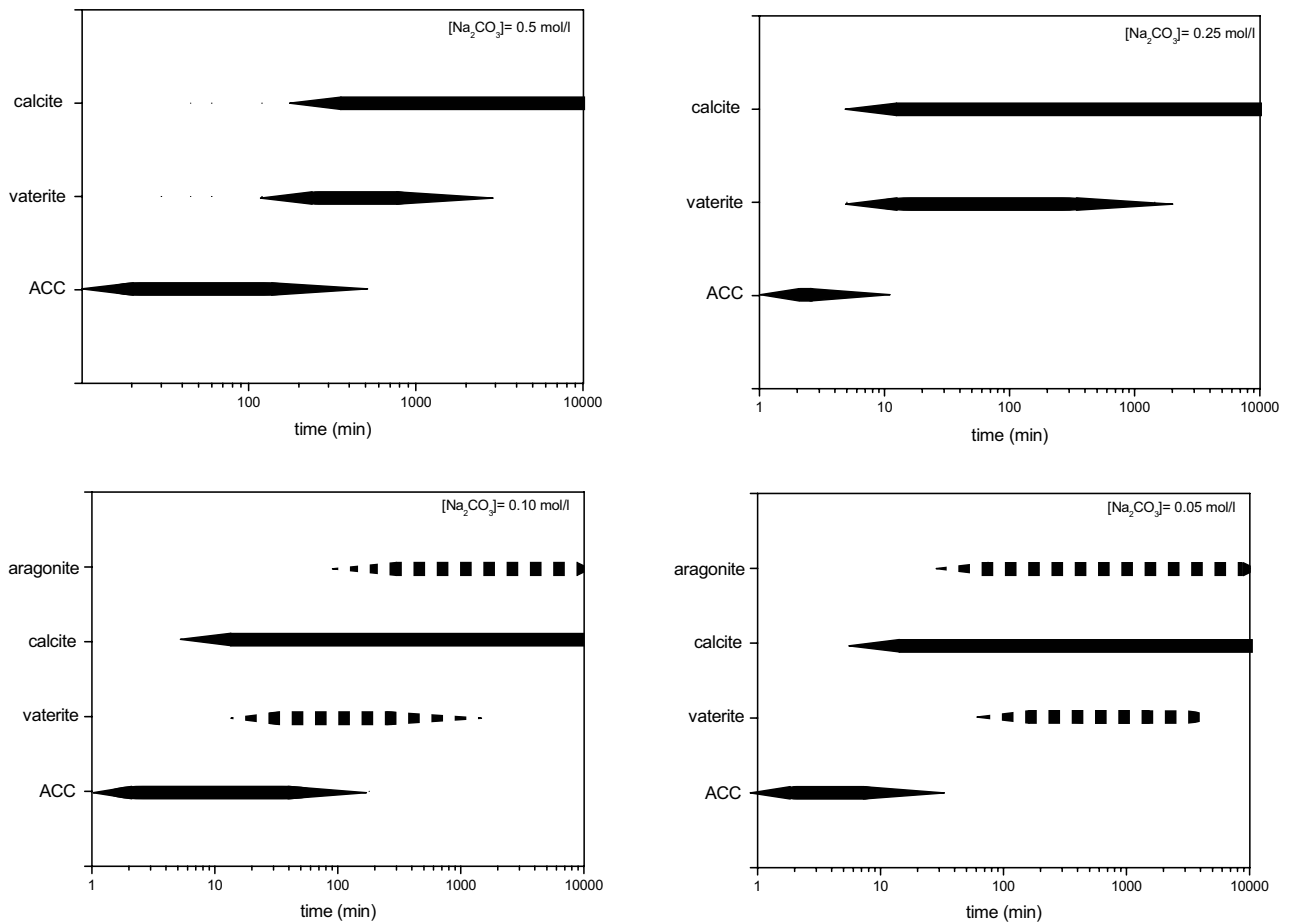 [Na₂CO₃]= 0.5 mol/l
calcite
vaterite
ACC
100 1000 10000
time (min)
[Na₂CO₃]= 0.25 mol/l
calcite
vaterite
ACC
1 10 100 1000 10000
time (min)
[Na₂CO₃]= 0.10 mol/l
aragonite
calcite
vaterite
ACC
1 10 100 1000 10000
time (min)
[Na₂CO₃]= 0.05 mol/l
aragonite
calcite
vaterite
ACC
1 10 100 1000 10000
time (min)